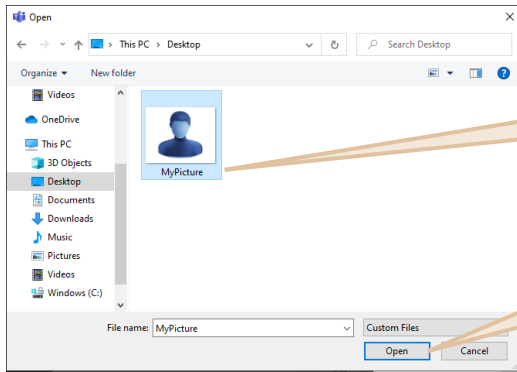 Open
This PC > Desktop
Search Desktop
Organize
New folder
Videos
OneDrive
This PC
3D Objects
Desktop
Documents
Downloads
Music
Pictures
Videos
Windows (C:)
MyPicture
File name: MyPicture
Custom Files
Open
Cancel